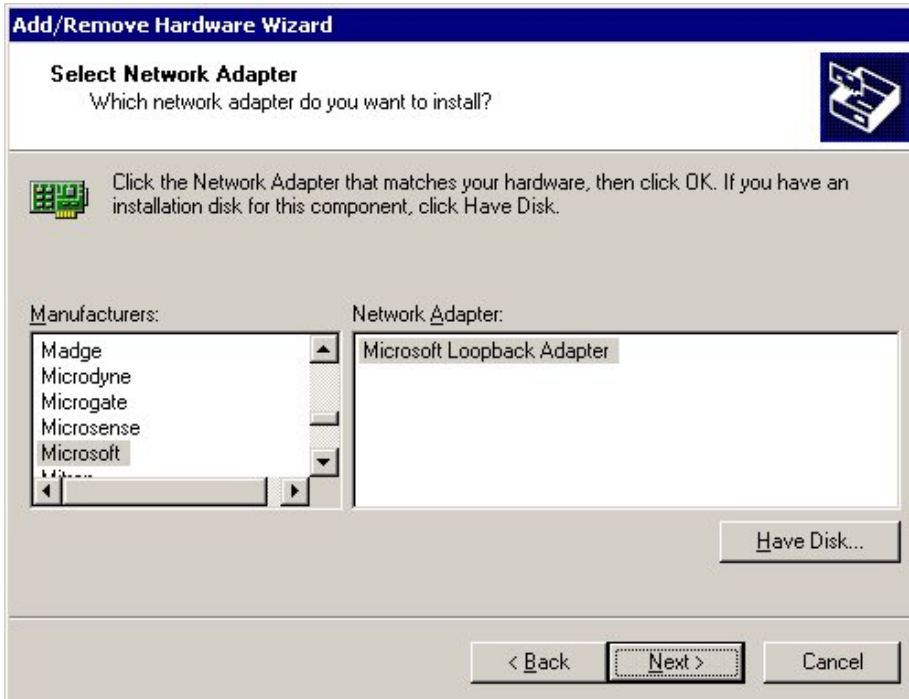 Add/Remove Hardware Wizard
Select Network Adapter
Which network adapter do you want to install?
Click the Network Adapter that matches your hardware, then click OK. If you have an
installation disk for this component, click Have Disk.
Manufacturers:
Madge
Microdyne
Microgate
Microsense
Microsoft
Network Adapter:
Microsoft Loopback Adapter
Have Disk...
< Back
Next >
Cancel